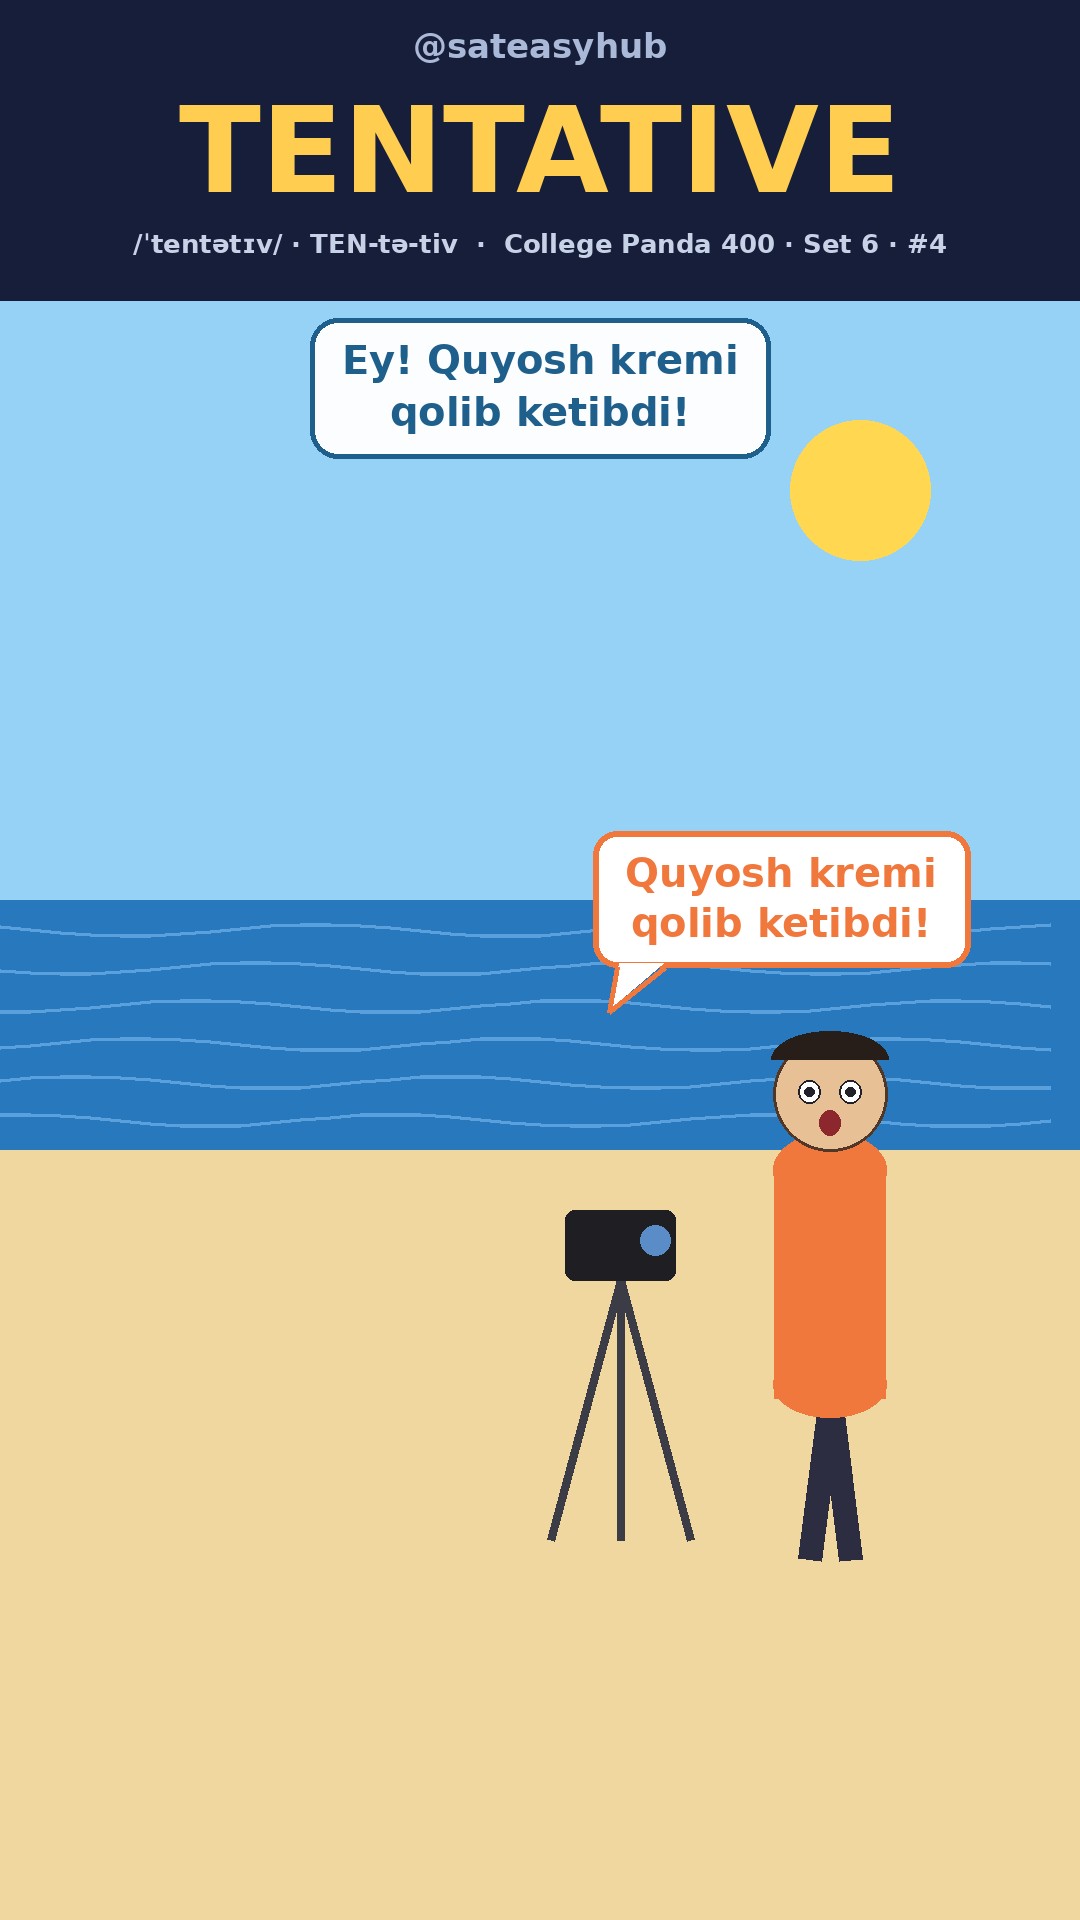 @sateasyhub
TENTATIVE
/ˈtentətɪv/ · TEN-tə-tiv · College Panda 400 · Set 6 · #4
Ey! Quyosh kremi
qolib ketibdi!
Quyosh kremi
qolib ketibdi!